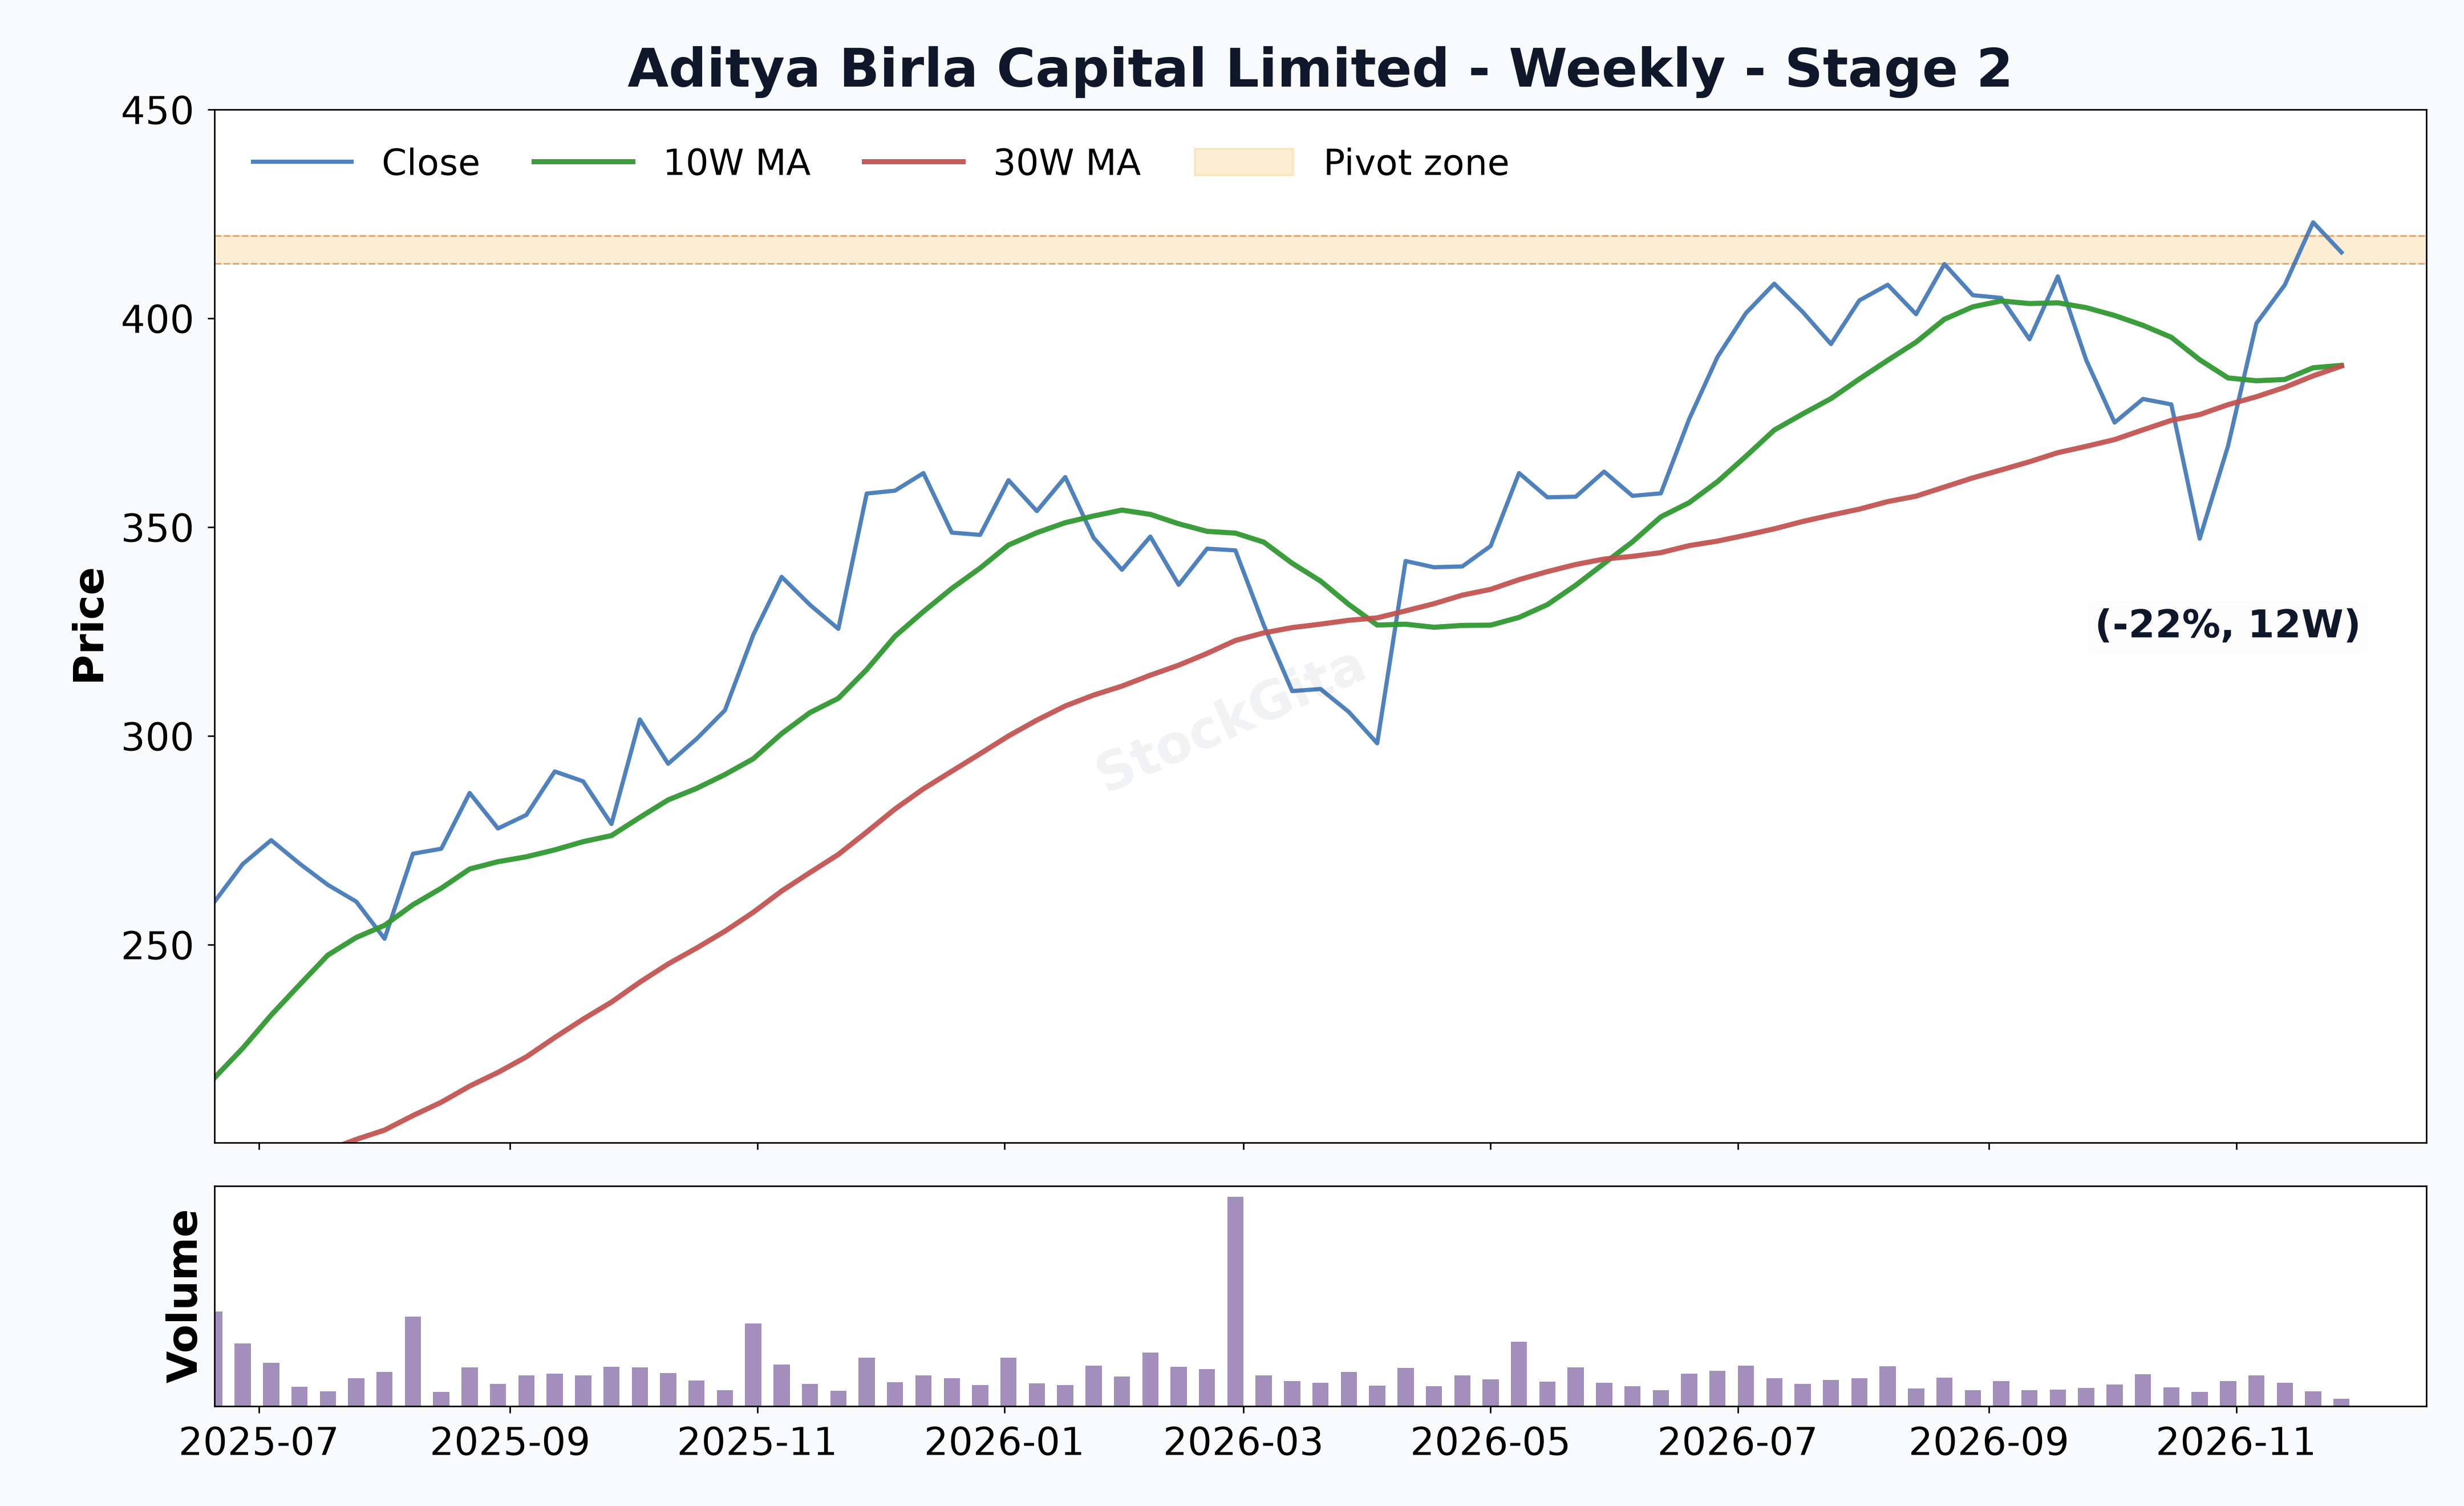 Aditya Birla Capital Limited - Weekly - Stage 2
Close 10W MA 30W MA Pivot zone
450
400
350
300
250
Price
(-22%, 12W)
StockGita
Volume
2025-07 2025-09 2025-11 2026-01 2026-03 2026-05 2026-07 2026-09 2026-11